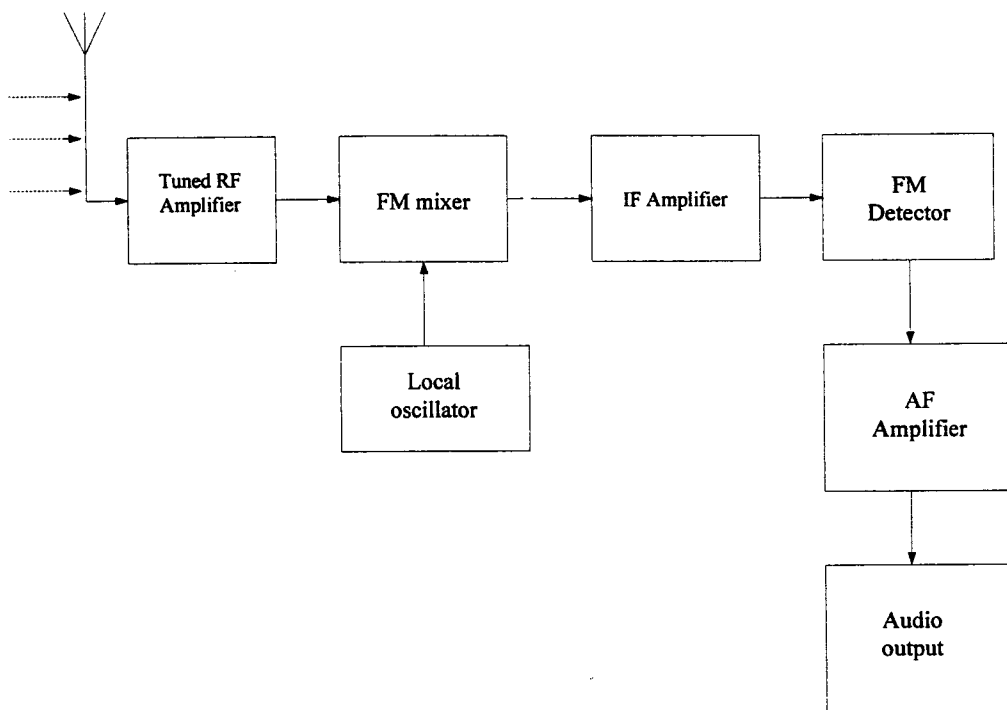 Tuned RF
Amplifier
FM mixer
IF Amplifier
FM
Detector
Local
oscillator
AF
Amplifier
Audio
output